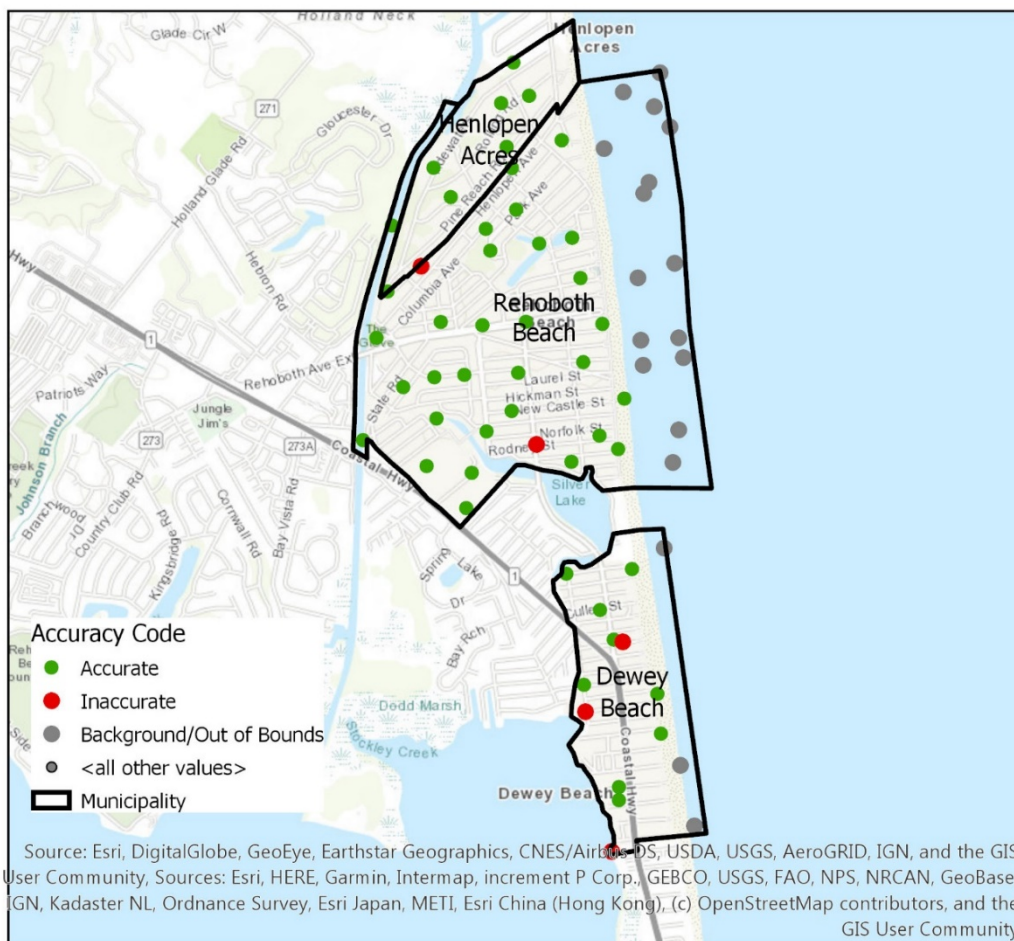 Holland Neck
Glade Cir W
Henlopen
Acres
271
Gloucester Dr
Rolling Rd
Henlopen
Acres
Holland Glade Rd
Pine Reach Rd
Henlopen Ave
Park Ave
Hwy
Hebron Rd
Columbia Ave
Rehoboth
Beach
1
The
Grove
Rehoboth Ave Ext
Patriots Way
State Rd
Laurel St
Hickman St
New Castle St
Jungle
Jim's
Norfolk St
273
273A
Coastal Hwy
Johnson Branch
Silver
Lake
Country Club Rd
Kingsbridge Rd
Cornwall Rd
Bay Vista Rd
Spring
Lake
Dr
1
Bay Rch
Accuracy Code
Accurate
Inaccurate
Background/Out of Bounds
<all other values>
Municipality
Dewey
Beach
Dodd Marsh
Stockley Creek
Coastal Hwy
Dewey Beach
Source: Esri, DigitalGlobe, GeoEye, Earthstar Geographics, CNES/Airbus DS, USDA, USGS, AeroGRID, IGN, and the GIS
User Community, Sources: Esri, HERE, Garmin, Intermap, increment P Corp., GEBCO, USGS, FAO, NPS, NRCAN, GeoBase,
IGN, Kadaster NL, Ordnance Survey, Esri Japan, METI, Esri China (Hong Kong), (c) OpenStreetMap contributors, and the
GIS User Community